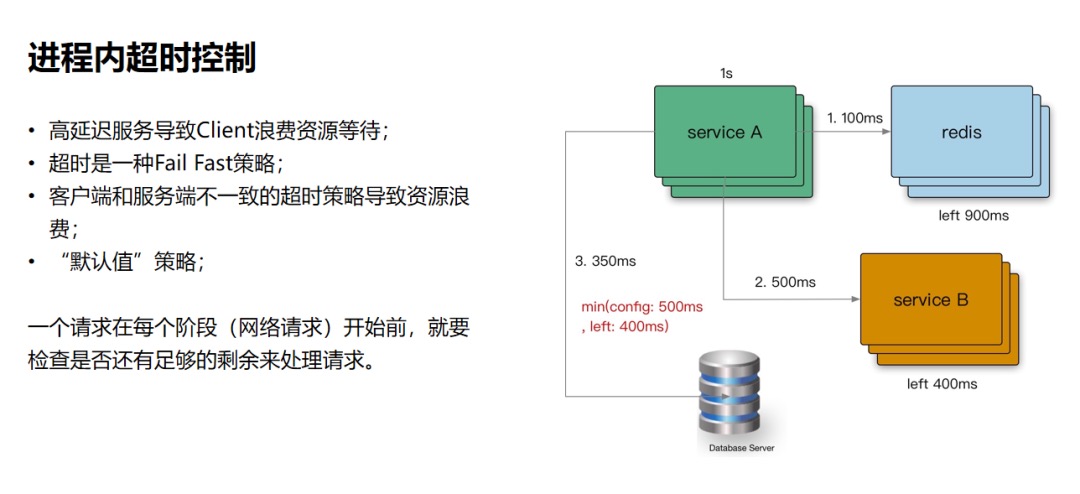 进程内超时控制
• 高延迟服务导致Client浪费资源等待；
• 超时是一种Fail Fast策略；
• 客户端和服务端不一致的超时策略导致资源浪
费；
• “默认值”策略；
一个请求在每个阶段（网络请求）开始前，就要
检查是否还有足够的剩余来处理请求。
1s
service A
1. 100ms
redis
left 900ms
3. 350ms
min(config: 500ms
, left: 400ms)
2. 500ms
service B
left 400ms
Database Server